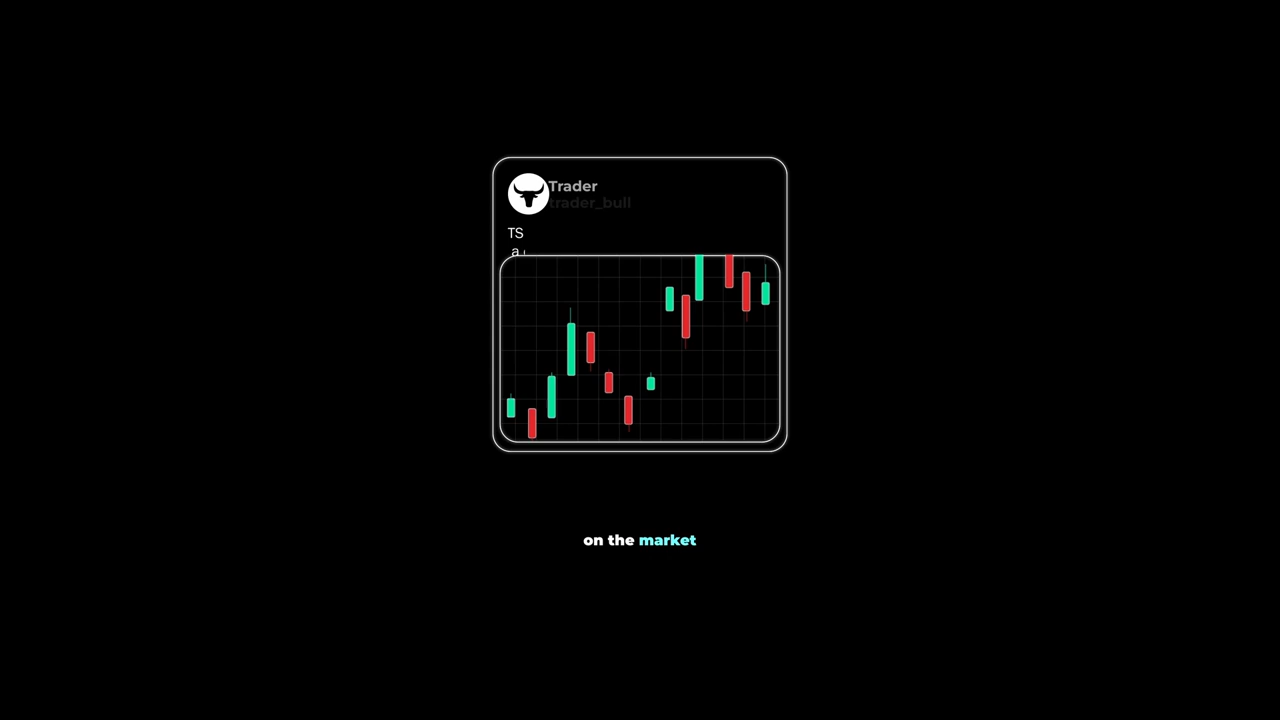 Trader
trader_bull
TS
a
on the market